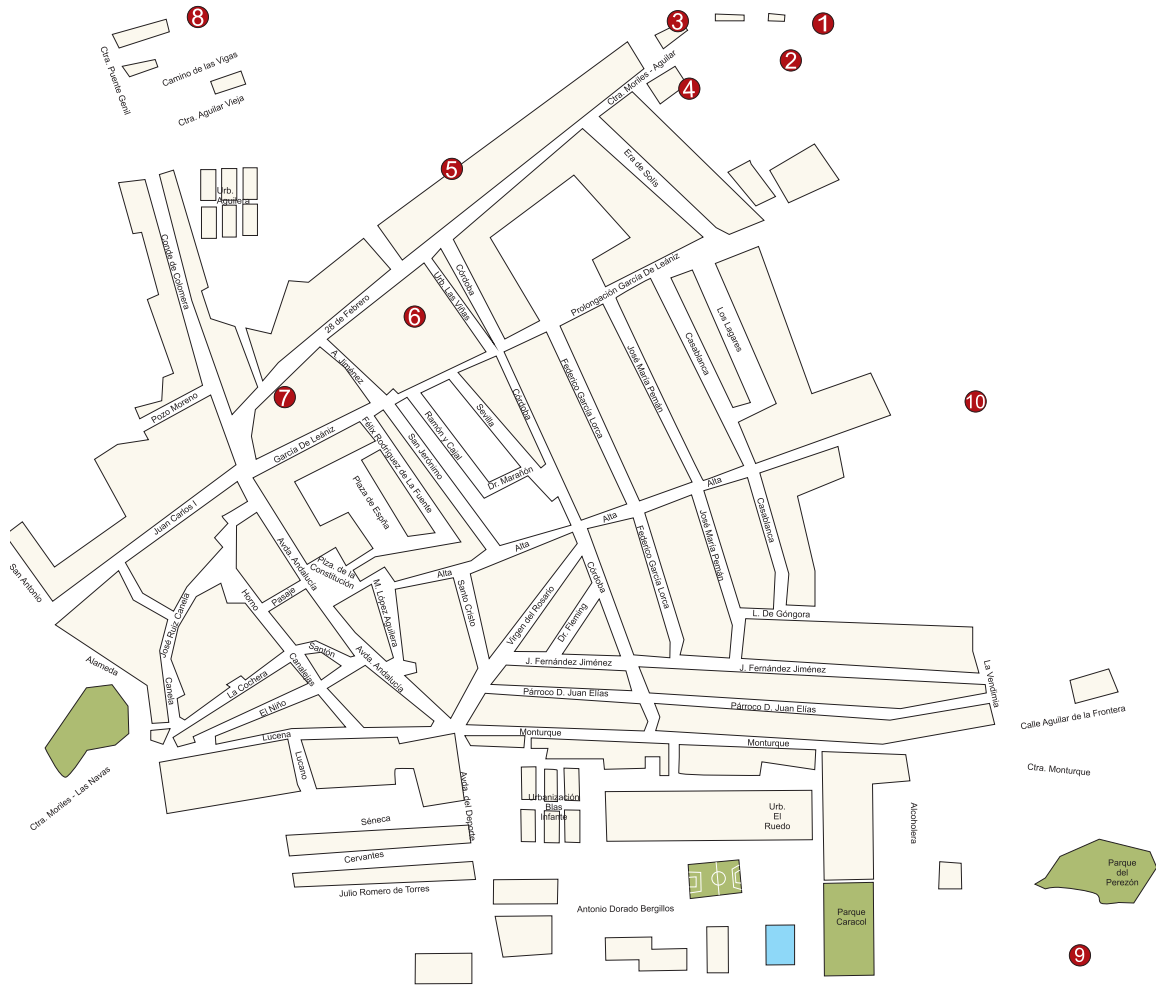 8
3
1
2
4
5
6
7
10
9
Ctra. Puente Genil
Camino de las Vigas
Ctra. Aguilar Vieja
Ctra. Moriles - Aguilar
Era de Solís
Urb.
Aguilera
Conde de Colomera
Córdoba
Urb. Las Viñas
Prolongación García De Leániz
28 de Febrero
Los Lagares
Casablanca
José María Pemán
Federico García Lorca
A. Jiménez
Pozo Moreno
Córdoba
Sevilla
Ramón y Cajal
San Jerónimo
Félix Rodríguez de La Fuente
García De Leániz
Dr. Marañón
Plaza de Espña
Juan Carlos I
Alta
Alta
Alta
Alta
Casablanca
José María Pemán
Federico García Lorca
Córdoba
San Antonio
Avda. Andalucía
Plza. de la
Constitución
Pasaje
Horno
M. López Aguilera
Santo Cristo
Virgen del Rosario
Dr. Fleming
L. De Góngora
José Ruiz Canela
Alameda
Canela
La Cochera
Canalejas
Santón
Avda. Andalucía
El Niño
J. Fernández Jiménez
J. Fernández Jiménez
La Vendimia
Párroco D. Juan Elías
Párroco D. Juan Elías
Calle Aguilar de la Frontera
Lucena
Monturque
Monturque
Lucano
Ctra. Moriles - Las Navas
Ctra. Monturque
Avda. del Deporte
Urbanización
Blas
Infante
Urb.
El
Ruedo
Alcoholera
Séneca
Cervantes
Julio Romero de Torres
Antonio Dorado Bergillos
Parque
Caracol
Parque
del
Perezón